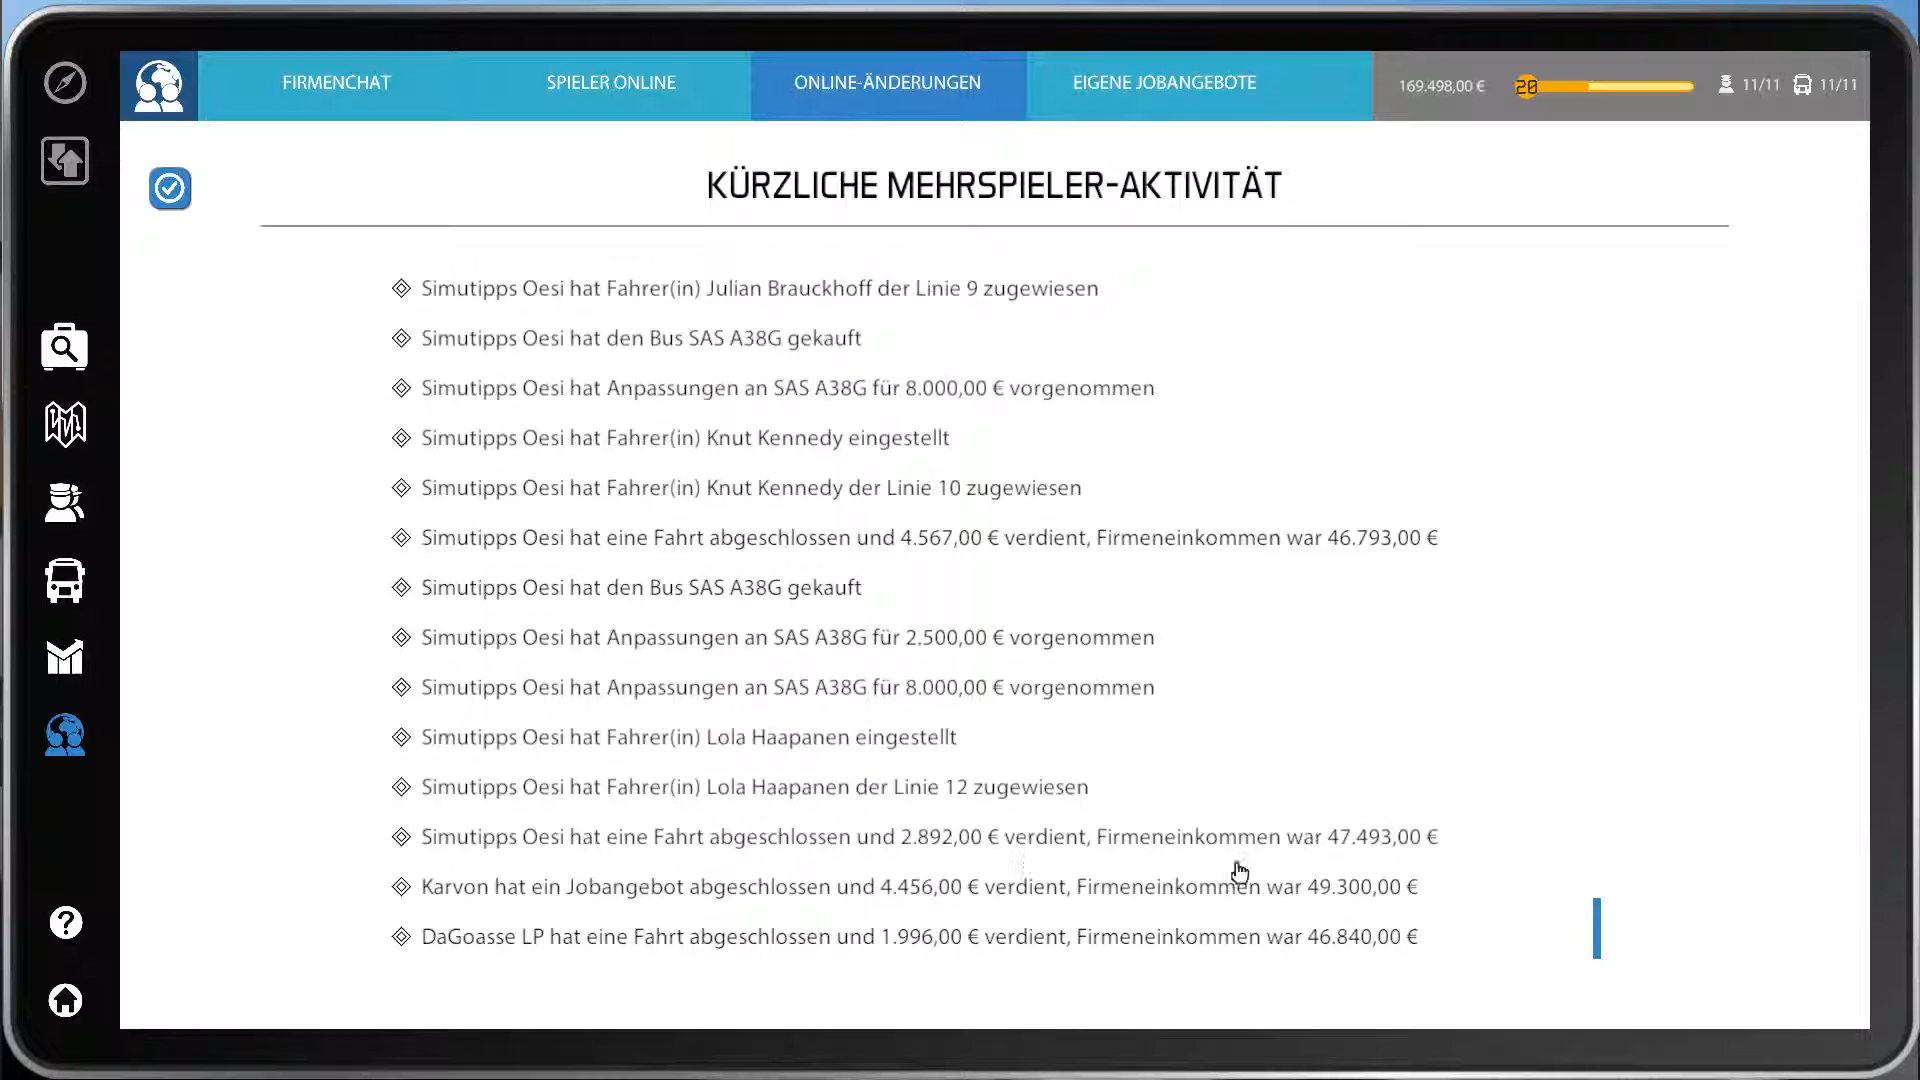 FIRMENCHAT
SPIELER ONLINE
ONLINE-ÄNDERUNGEN
EIGENE JOBANGEBOTE
169.498,00 €
20
11/11
11/11
KÜRZLICHE MEHRSPIELER-AKTIVITÄT
Simutipps Oesi hat Fahrer(in) Julian Brauckhoff der Linie 9 zugewiesen
Simutipps Oesi hat den Bus SAS A38G gekauft
Simutipps Oesi hat Anpassungen an SAS A38G für 8.000,00 € vorgenommen
Simutipps Oesi hat Fahrer(in) Knut Kennedy eingestellt
Simutipps Oesi hat Fahrer(in) Knut Kennedy der Linie 10 zugewiesen
Simutipps Oesi hat eine Fahrt abgeschlossen und 4.567,00 € verdient, Firmeneinkommen war 46.793,00 €
Simutipps Oesi hat den Bus SAS A38G gekauft
Simutipps Oesi hat Anpassungen an SAS A38G für 2.500,00 € vorgenommen
Simutipps Oesi hat Anpassungen an SAS A38G für 8.000,00 € vorgenommen
Simutipps Oesi hat Fahrer(in) Lola Haapanen eingestellt
Simutipps Oesi hat Fahrer(in) Lola Haapanen der Linie 12 zugewiesen
Simutipps Oesi hat eine Fahrt abgeschlossen und 2.892,00 € verdient, Firmeneinkommen war 47.493,00 €
Karvon hat ein Jobangebot abgeschlossen und 4.456,00 € verdient, Firmeneinkommen war 49.300,00 €
DaGoasse LP hat eine Fahrt abgeschlossen und 1.996,00 € verdient, Firmeneinkommen war 46.840,00 €